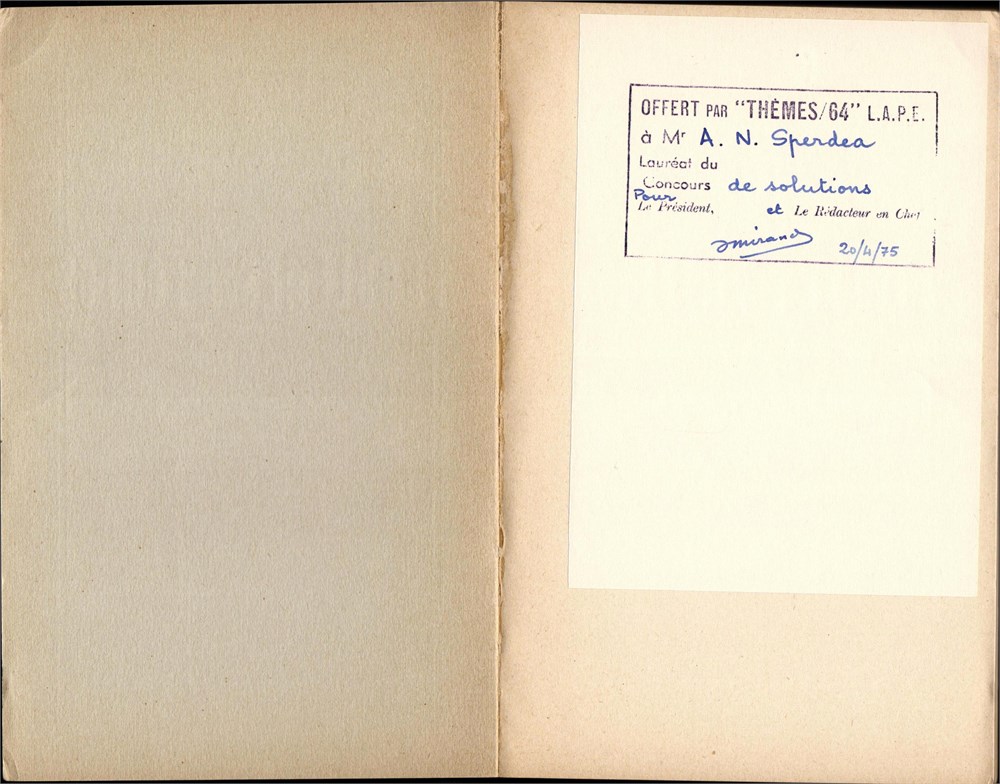 OFFERT PAR "THÈMES/64" L.A.P.E.
à Mr A. N. Sperdea
Lauréat du
Concours de solutions
Pour
Le Président, et Le Rédacteur en Chef
20/4/75